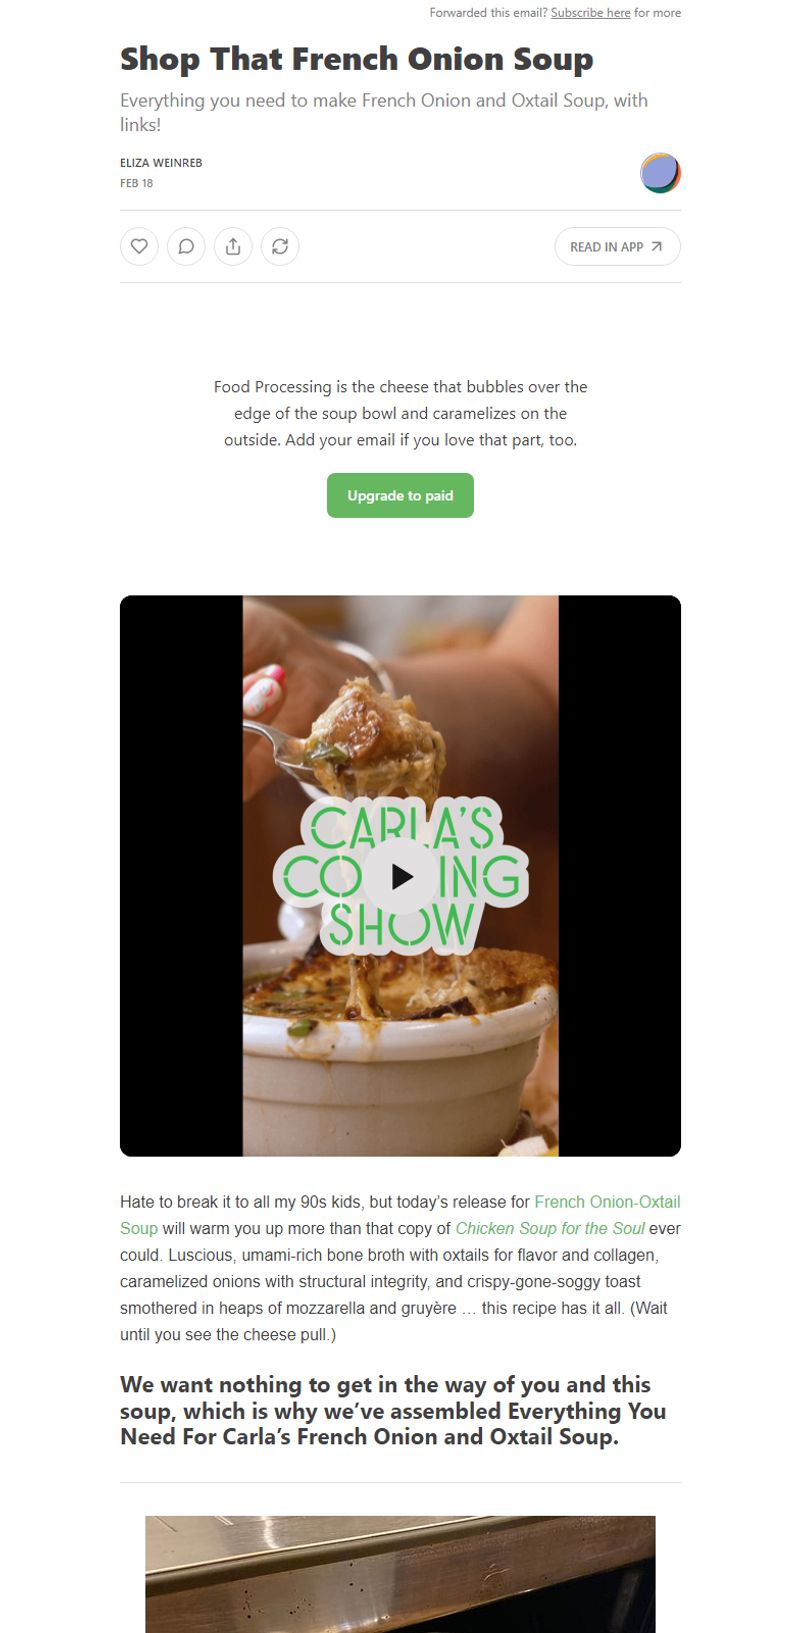 Forwarded this email? Subscribe here for more
Shop That French Onion Soup
Everything you need to make French Onion and Oxtail Soup, with
links!
ELIZA WEINREB
FEB 18
READ IN APP
Food Processing is the cheese that bubbles over the
edge of the soup bowl and caramelizes on the
outside. Add your email if you love that part, too.
Upgrade to paid
CARLA'S
SHOW
Hate to break it to all my 90s kids, but today’s release for French Onion-Oxtail
Soup will warm you up more than that copy of Chicken Soup for the Soul ever
could. Luscious, umami-rich bone broth with oxtails for flavor and collagen,
caramelized onions with structural integrity, and crispy-gone-soggy toast
smothered in heaps of mozzarella and gruyère … this recipe has it all. (Wait
until you see the cheese pull.)
We want nothing to get in the way of you and this
soup, which is why we’ve assembled Everything You
Need For Carla’s French Onion and Oxtail Soup.